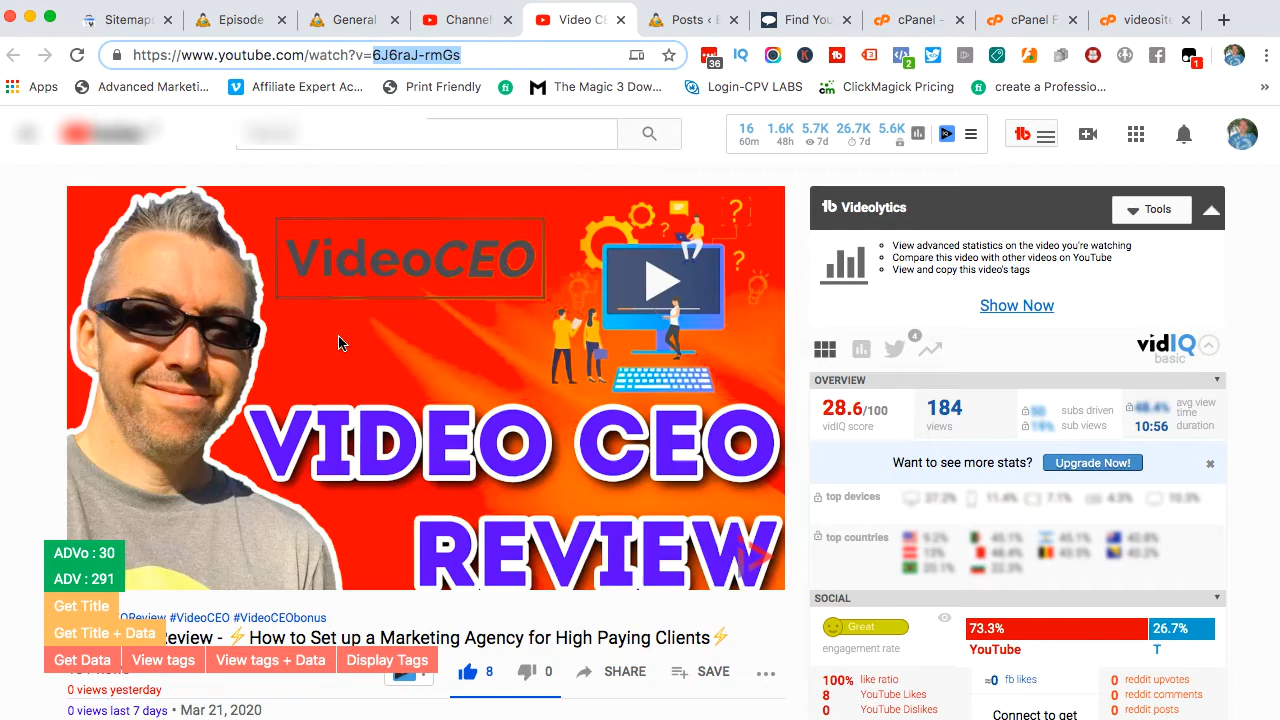 Sitemaps
Episode
General
Channel
Video CE
Posts ‹ E
Find You
cPanel -
cPanel F
videosite
https://www.youtube.com/watch?v=6J6raJ-rmGs
36
2
1
Apps
Advanced Marketi...
Affiliate Expert Ac...
Print Friendly
The Magic 3 Dow...
Login-CPV LABS
ClickMagick Pricing
create a Professio...
16 1.6K 5.7K 26.7K 5.6K
60m 48h 7d 7d
VideoCEO
VIDEO CEO
REVIEW
Videolytics
Tools
View advanced statistics on the video you're watching
Compare this video with other videos on YouTube
View and copy this video's tags
Show Now
4
vidIQ
basic
OVERVIEW
28.6/100
vidIQ score
184
views
subs driven
sub views
avg view
time
10:56 duration
Want to see more stats? Upgrade Now!
top devices
top countries
SOCIAL
Great
engagement rate
73.3% 26.7%
YouTube T
100% like ratio
8 YouTube Likes
0 YouTube Dislikes
≈0 fb likes
Connect to get
0 reddit upvotes
0 reddit comments
0 reddit posts
ADVo : 30
ADV : 291
Get Title
Get Title + Data
Get Data View tags View tags + Data Display Tags
#VideoCEO #VideoCEObonus
Review - ⚡How to Set up a Marketing Agency for High Paying Clients⚡
8 0 SHARE SAVE
0 views yesterday
0 views last 7 days • Mar 21, 2020